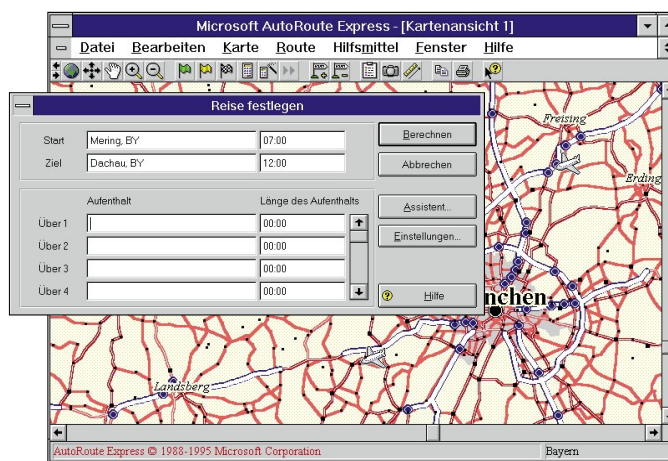 Microsoft AutoRoute Express - [Kartenansicht 1]
Datei Bearbeiten Karte Route Hilfsmittel Fenster Hilfe
Reise festlegen
Start Mering, BY 07:00 Berechnen
Ziel Dachau, BY 12:00 Abbrechen
Aufenthalt Länge des Aufenthalts Assistent...
Über 1 00:00
Über 2 00:00 Einstellungen...
Über 3 00:00
Über 4 00:00 Hilfe
Freising
Erding
nchen
Landsberg
AutoRoute Express © 1988-1995 Microsoft Corporation Bayern